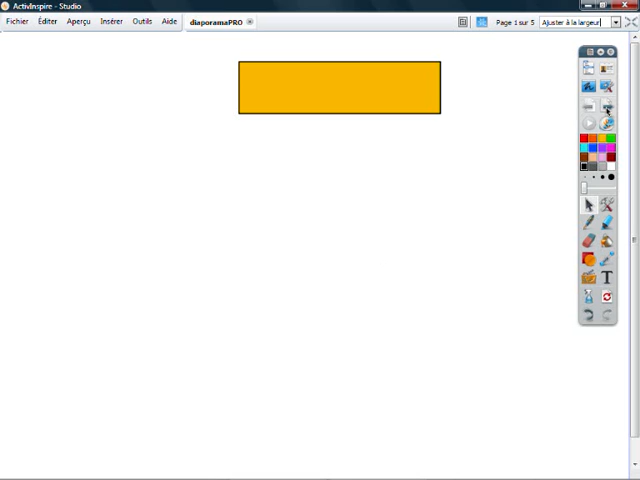 ActivInspire - Studio
Fichier Éditer Aperçu Insérer Outils Aide diaporamaPRO Page 1 sur 5 Ajuster à la largeur
T